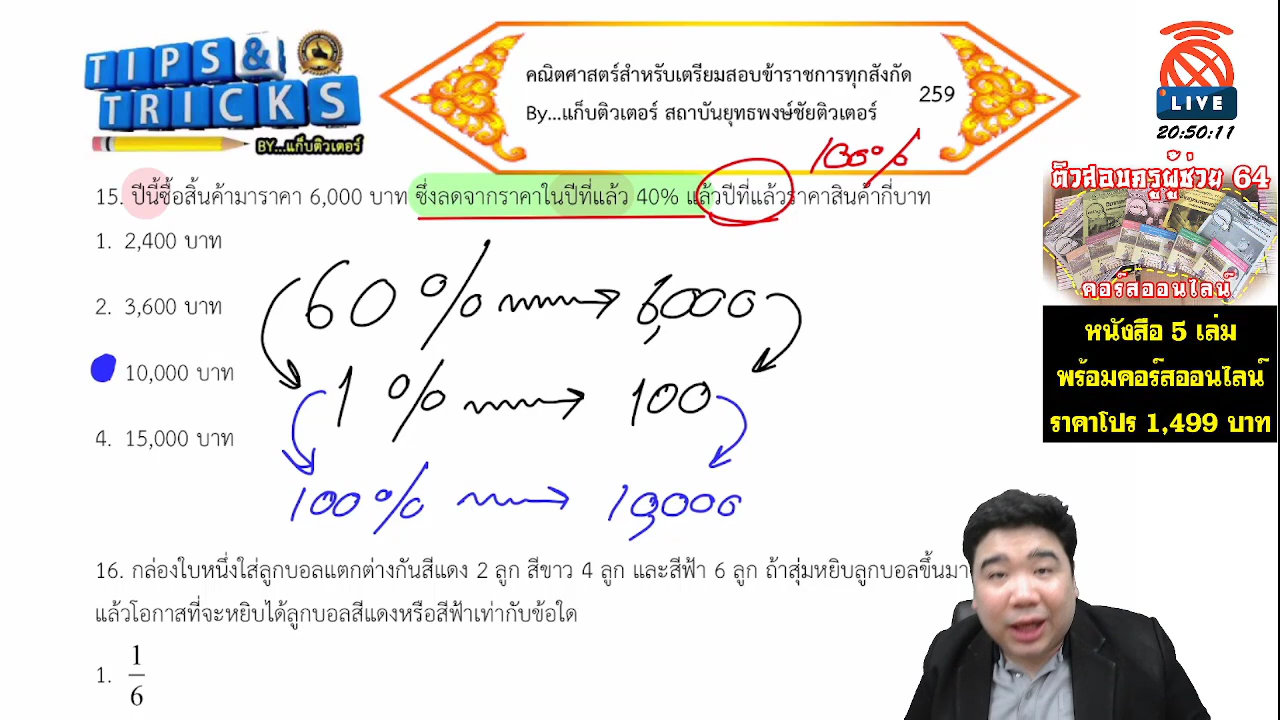 TIPS &
TRICKS
BY...แก็บติวเตอร์
คณิตศาสตร์สำหรับเตรียมสอบข้าราชการทุกสังกัด
By...แก็บติวเตอร์ สถาบันยุทธพงษ์ชัยติวเตอร์
259
LIVE
20:50:11
100%
15. ปีนี้ซื้อสิ้นค้ามาราคา 6,000 บาท ซึ่งลดจากราคาในปีที่แล้ว 40% แล้วปีที่แล้วราคาสินค้ากี่บาท
1. 2,400 บาท
2. 3,600 บาท
10,000 บาท
4. 15,000 บาท
60% 6,000
1% 100
100% 10,000
ติวสอบครูผู้ช่วย 64
คอร์สออนไลน์
หนังสือ 5 เล่ม
พร้อมคอร์สออนไลน์
ราคาโปร 1,499 บาท
16. กล่องใบหนึ่งใส่ลูกบอลแตกต่างกันสีแดง 2 ลูก สีขาว 4 ลูก และสีฟ้า 6 ลูก ถ้าสุ่มหยิบลูกบอลขึ้นมา
แล้วโอกาสที่จะหยิบได้ลูกบอลสีแดงหรือสีฟ้าเท่ากับข้อใด
1. 1/6